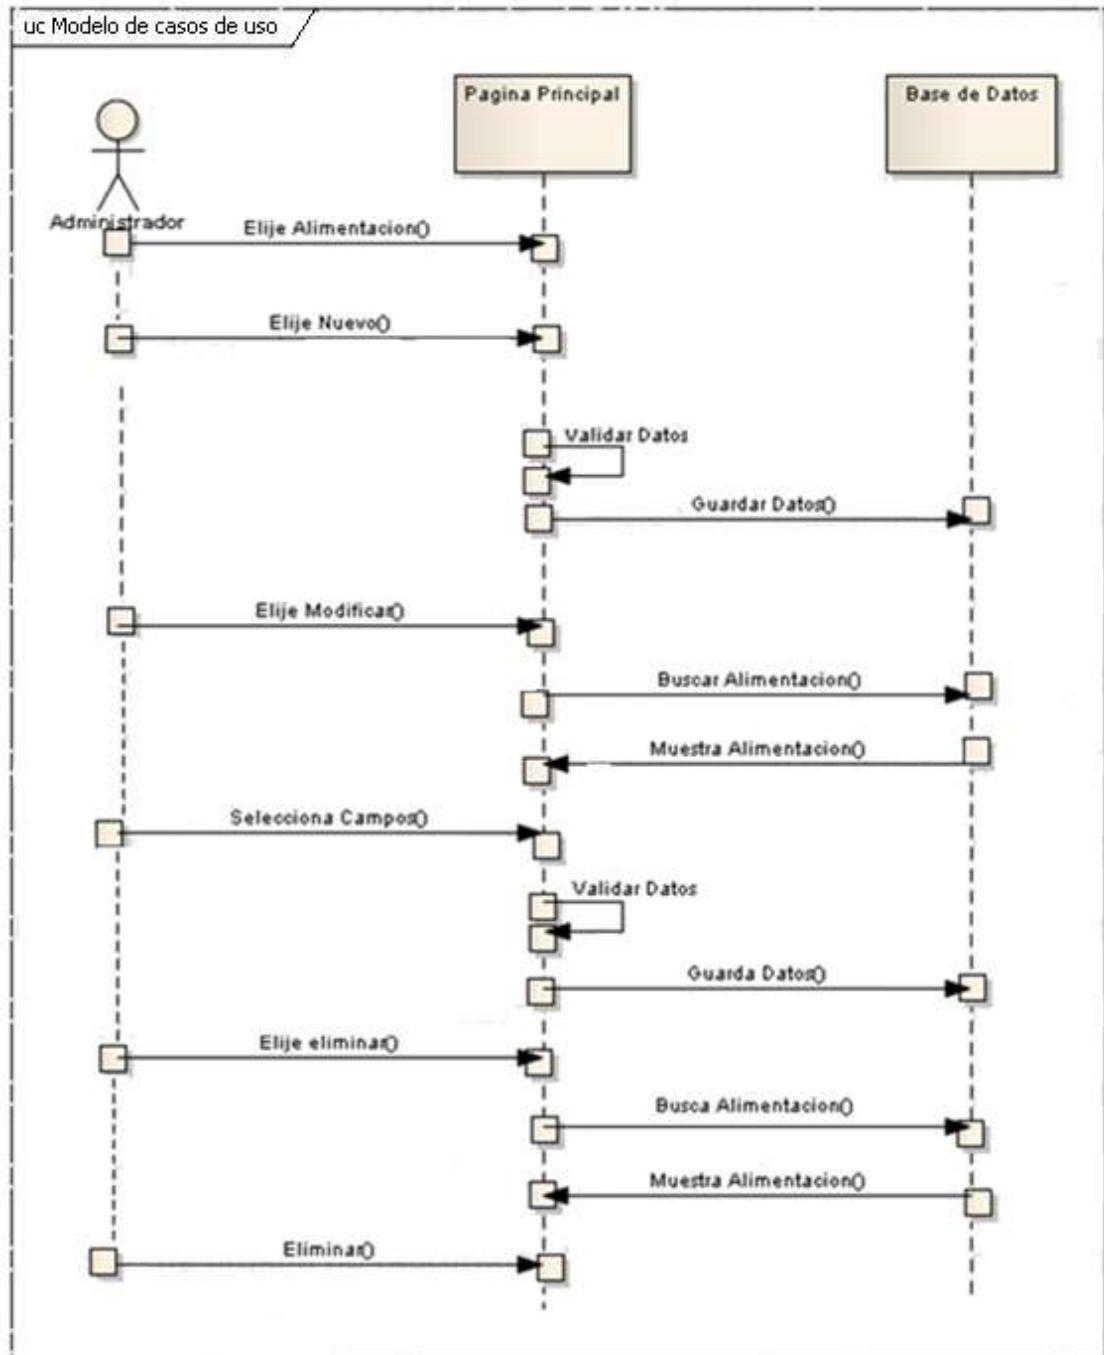 uc Modelo de casos de uso
Pagina Principal
Base de Datos
Administrador
Elije Alimentacion()
Elije Nuevo()
Validar Datos
Guardar Datos()
Elije Modificar()
Buscar Alimentacion()
Muestra Alimentacion()
Selecciona Campos()
Validar Datos
Guarda Datos()
Elije eliminar()
Busca Alimentacion()
Muestra Alimentacion()
Eliminar()